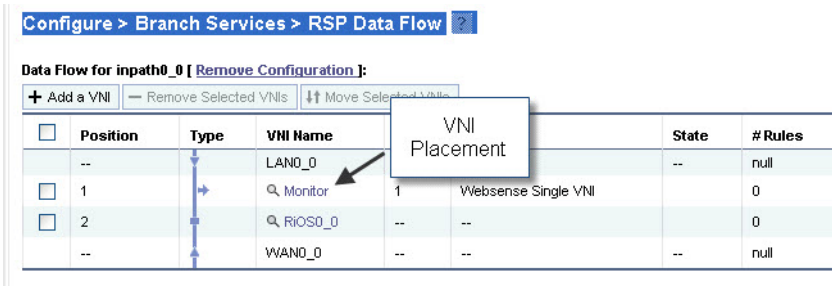 Configure > Branch Services > RSP Data Flow ?
Data Flow for inpath0_0 [ Remove Configuration ]:
+ Add a VNI — Remove Selected VNIs Move Selected VNIs
VNI
Placement
Position Type VNI Name State # Rules
-- LAN0_0 -- null
1 Monitor 1 Websense Single VNI 0
2 RiOS0_0 -- -- 0
-- WAN0_0 -- -- -- null